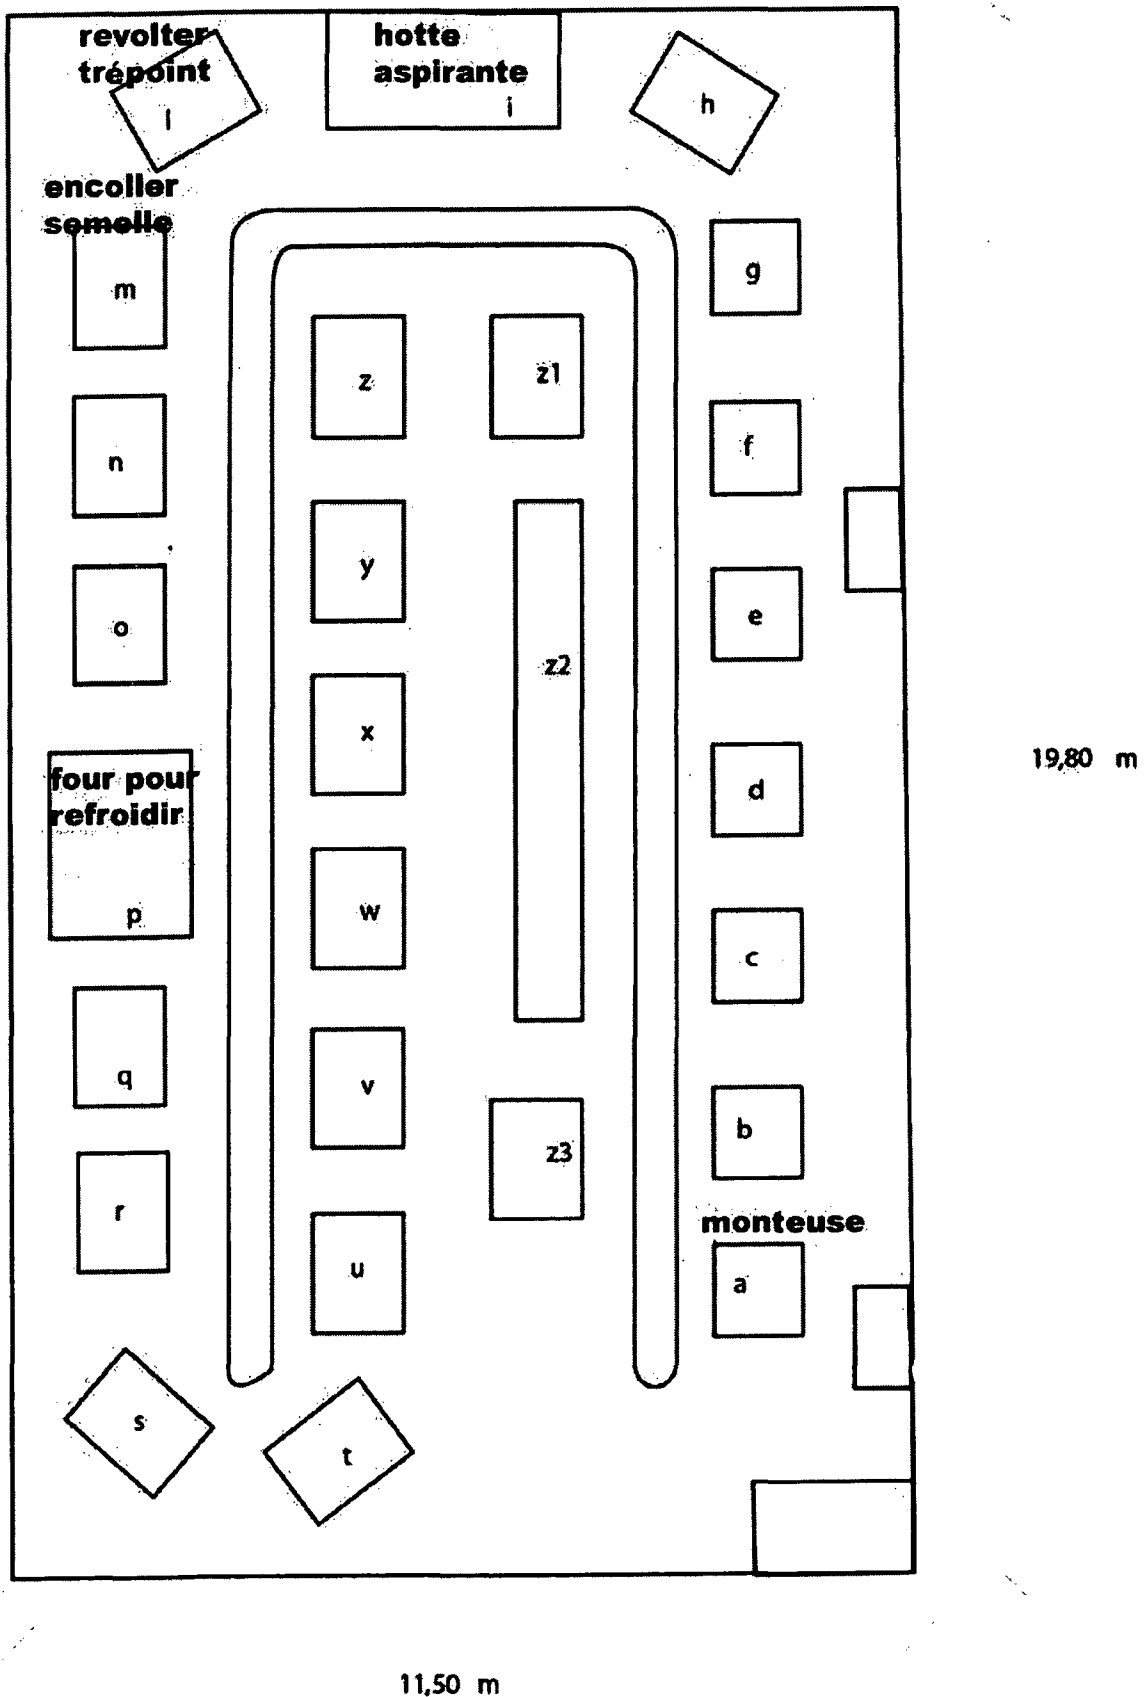 revolter
trépoint
l
hotte
aspirante
i
h
encoller
semelle
m
g
z
z1
n
f
y
o
e
z2
x
four pour
refroidir
p
d
19,80 m
w
c
q
v
b
z3
r
monteuse
u
a
s
t
11,50 m